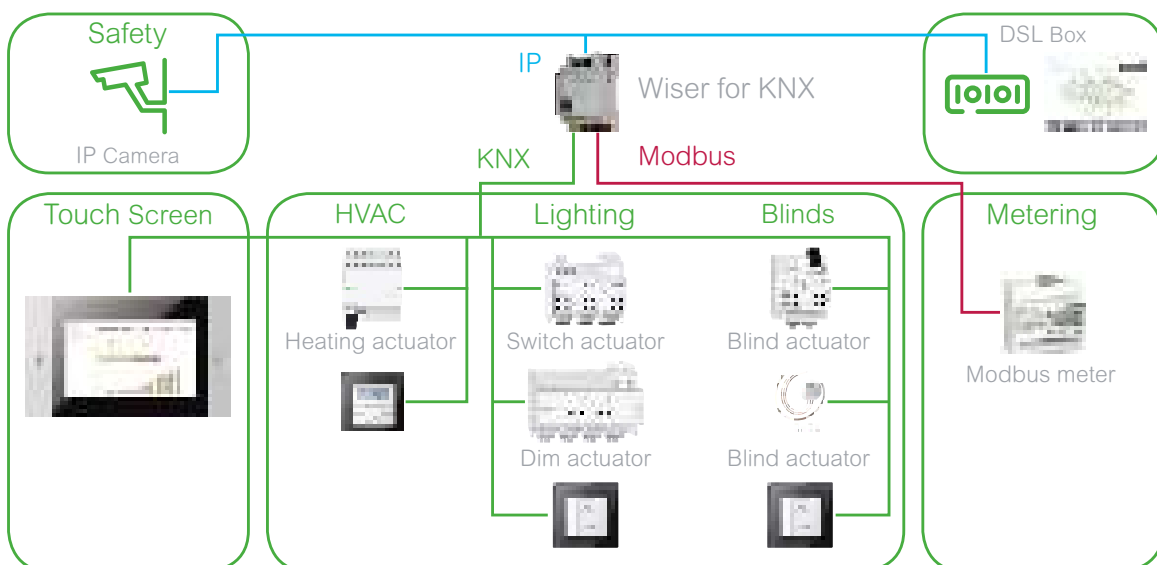 Safety
IP Camera
IP
Wiser for KNX
DSL Box
10101
KNX
Modbus
Touch Screen
HVAC
Lighting
Blinds
Metering
Heating actuator
Switch actuator
Blind actuator
Modbus meter
Dim actuator
Blind actuator